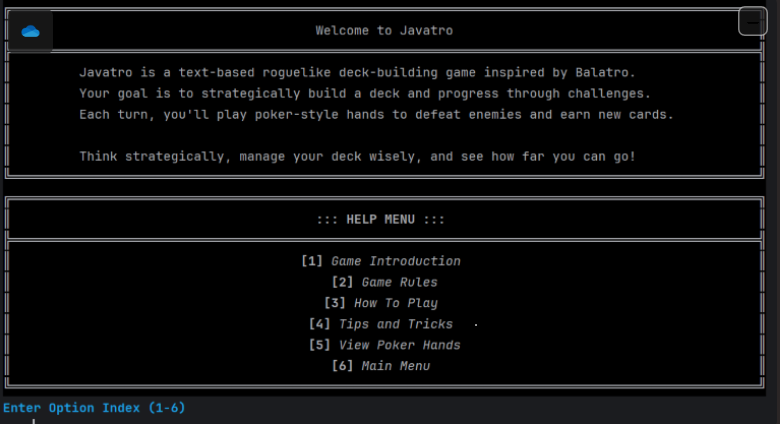 Welcome to Javatro
Javatro is a text-based roguelike deck-building game inspired by Balatro.
Your goal is to strategically build a deck and progress through challenges.
Each turn, you'll play poker-style hands to defeat enemies and earn new cards.
Think strategically, manage your deck wisely, and see how far you can go!
::: HELP MENU :::
[1] Game Introduction
[2] Game Rules
[3] How To Play
[4] Tips and Tricks
[5] View Poker Hands
[6] Main Menu
Enter Option Index (1-6)